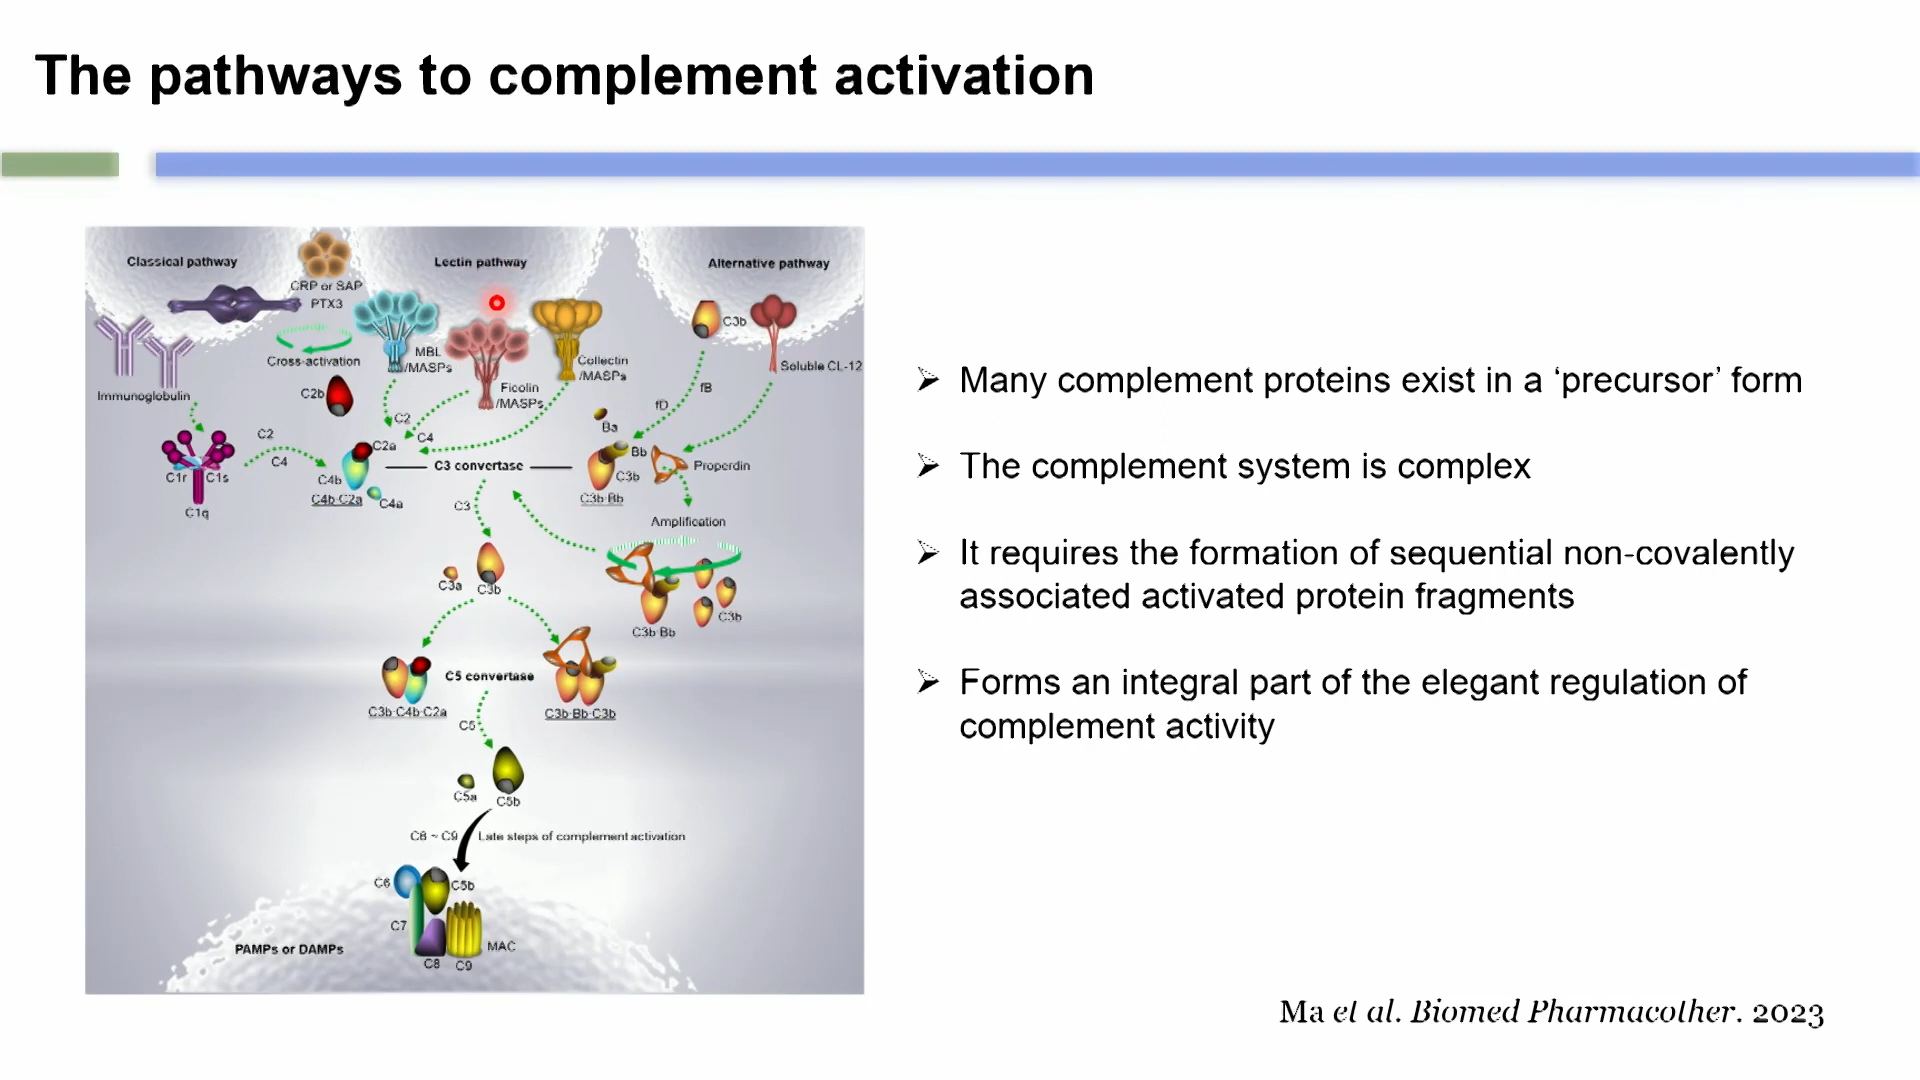 The pathways to complement activation
Classical pathway
CRP or SAP
PTX3
Lectin pathway
Alternative pathway
Cross-activation
Immunoglobulin
MBL
/MASPs
Ficolin
/MASPs
Collectin
/MASPs
C3b
Soluble CL-12
C2b
fB
fD
Ba
C2
C4
C2
C4
C2a
C4b
C4b·C2a
C4a
C1r
C1s
C1q
C3 convertase
Bb
C3b
C3b·Bb
Properdin
Amplification
C3
C3a
C3b
C3b·Bb
C3b
C5 convertase
C3b·C4b·C2a
C3b·Bb·C3b
C5
C5a
C5b
C6 ~ C9
Late steps of complement activation
C6
C5b
C7
C8
C9
MAC
PAMPs or DAMPs
➢ Many complement proteins exist in a ‘precursor’ form
➢ The complement system is complex
➢ It requires the formation of sequential non-covalently
associated activated protein fragments
➢ Forms an integral part of the elegant regulation of
complement activity
Ma et al. Biomed Pharmacother. 2023